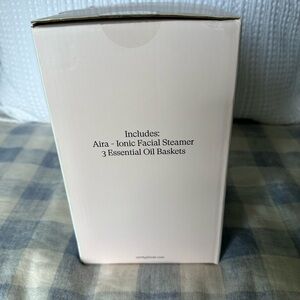 Includes:
Aira - Ionic Facial Steamer
3 Essential Oil Baskets